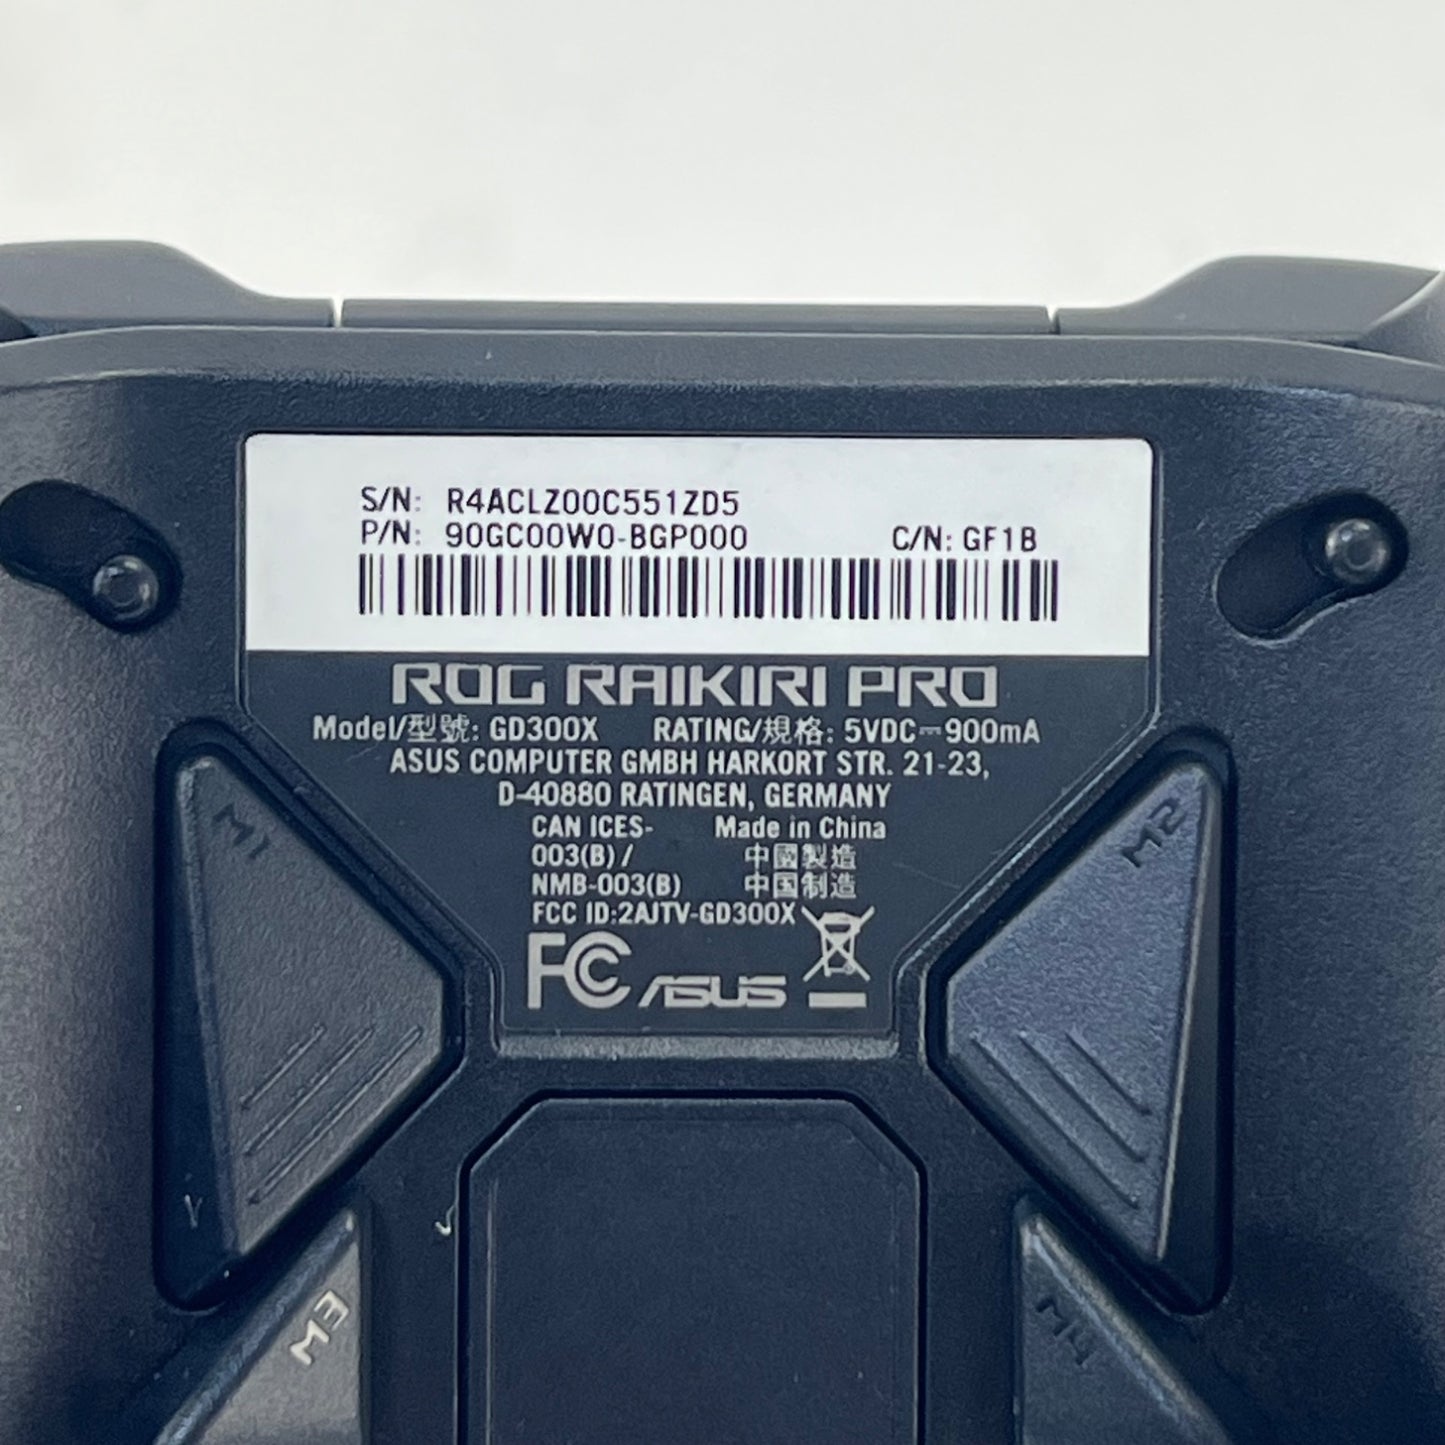 S/N: R4ACLZ00C551ZD5
P/N: 90GC00W0-BGP000 C/N: GF1B
ROG RAIKIRI PRO
Model/型號: GD300X RATING/規格: 5VDC⎓900mA
ASUS COMPUTER GMBH HARKORT STR. 21-23,
D-40880 RATINGEN, GERMANY
CAN ICES- Made in China
003(B) / 中國製造
NMB-003(B) 中国制造
FCC ID:2AJTV-GD300X
FC ASUS
M1
M2
M3
M4